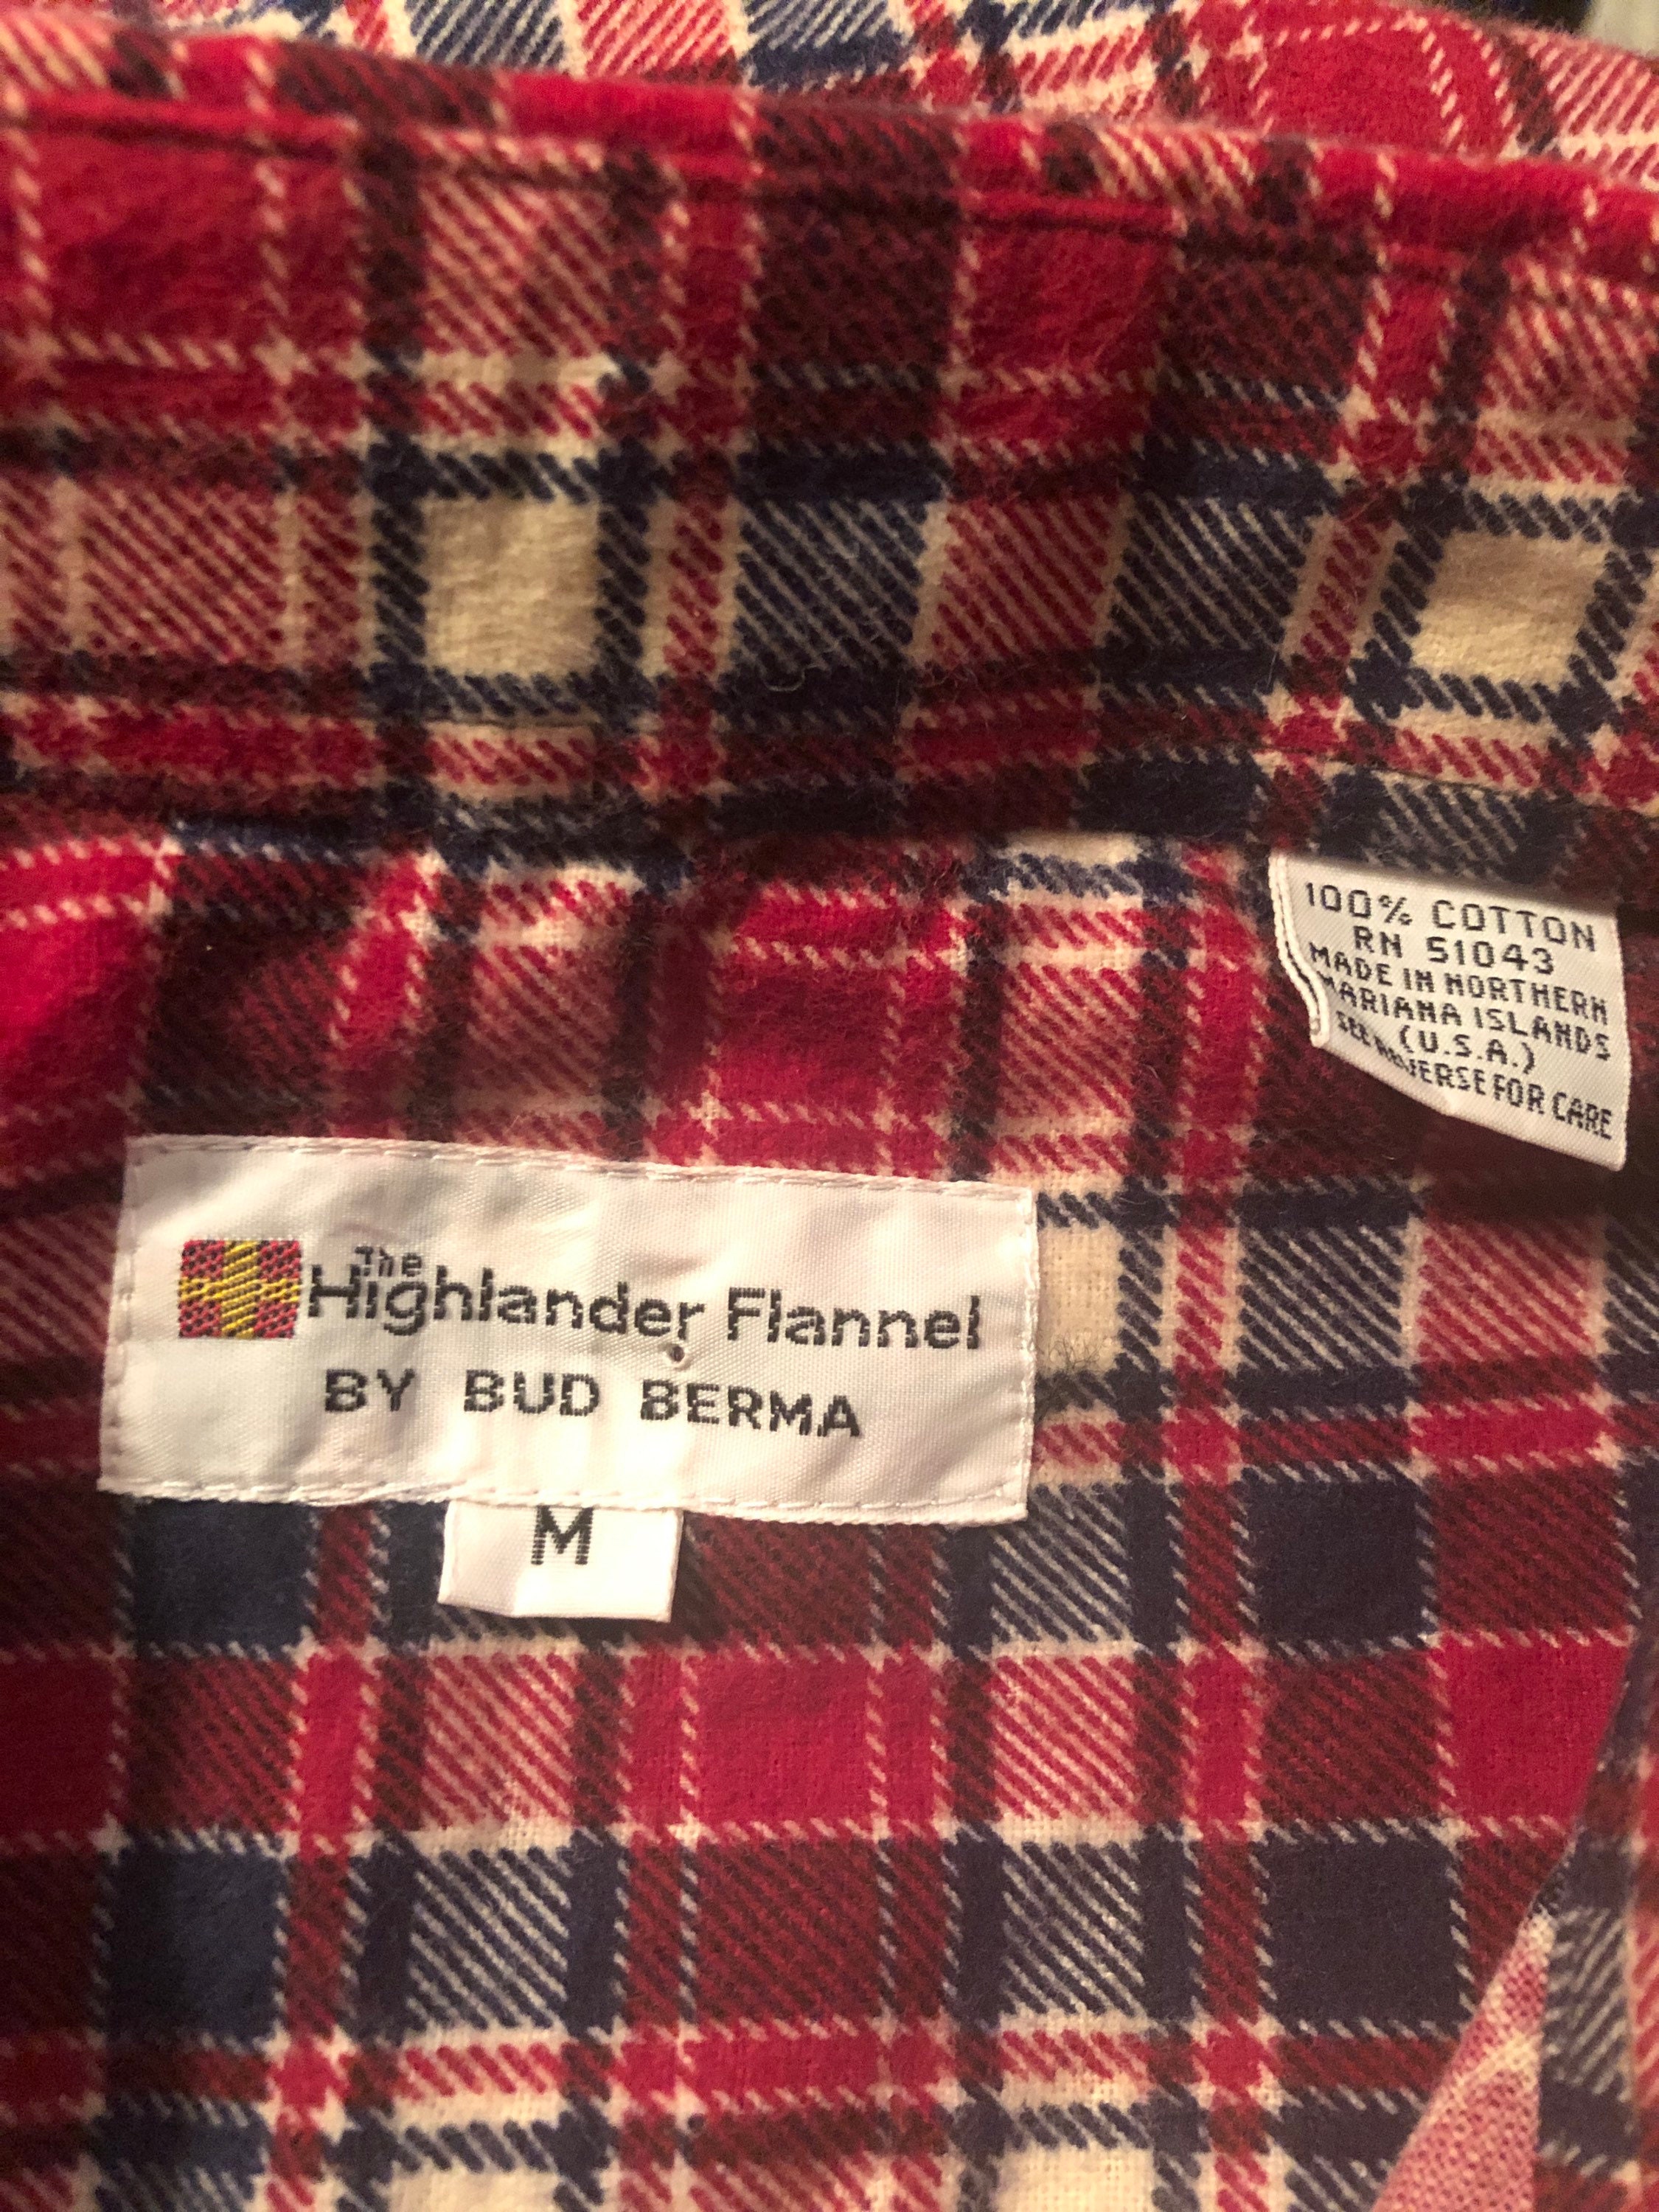 100% COTTON
RN 51043
MADE IN NORTHERN
MARIANA ISLANDS
(U.S.A.)
SEE REVERSE FOR CARE
The
Highlander Flannel
BY BUD BERMA
M